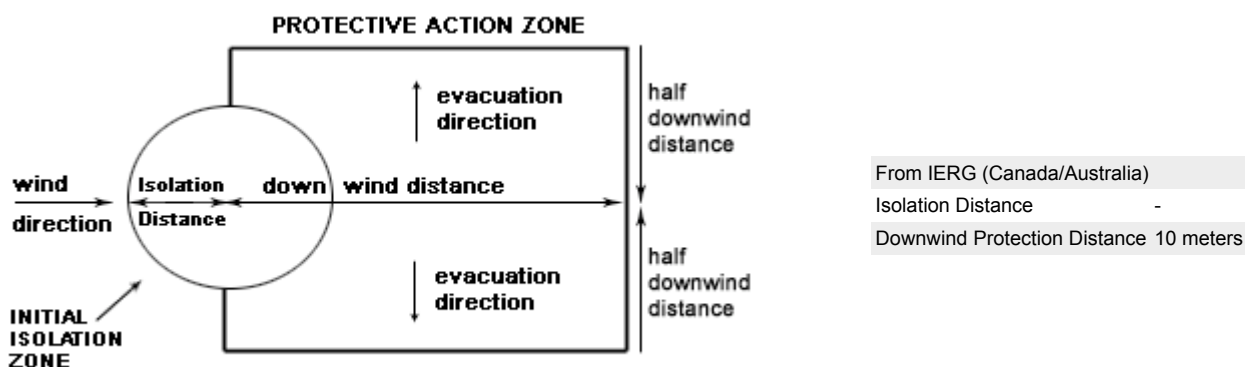 PROTECTIVE ACTION ZONE
evacuation
direction
half
downwind
distance
wind
direction
Isolation
Distance
down wind distance
evacuation
direction
half
downwind
distance
INITIAL
ISOLATION
ZONE
From IERG (Canada/Australia)
Isolation Distance -
Downwind Protection Distance 10 meters